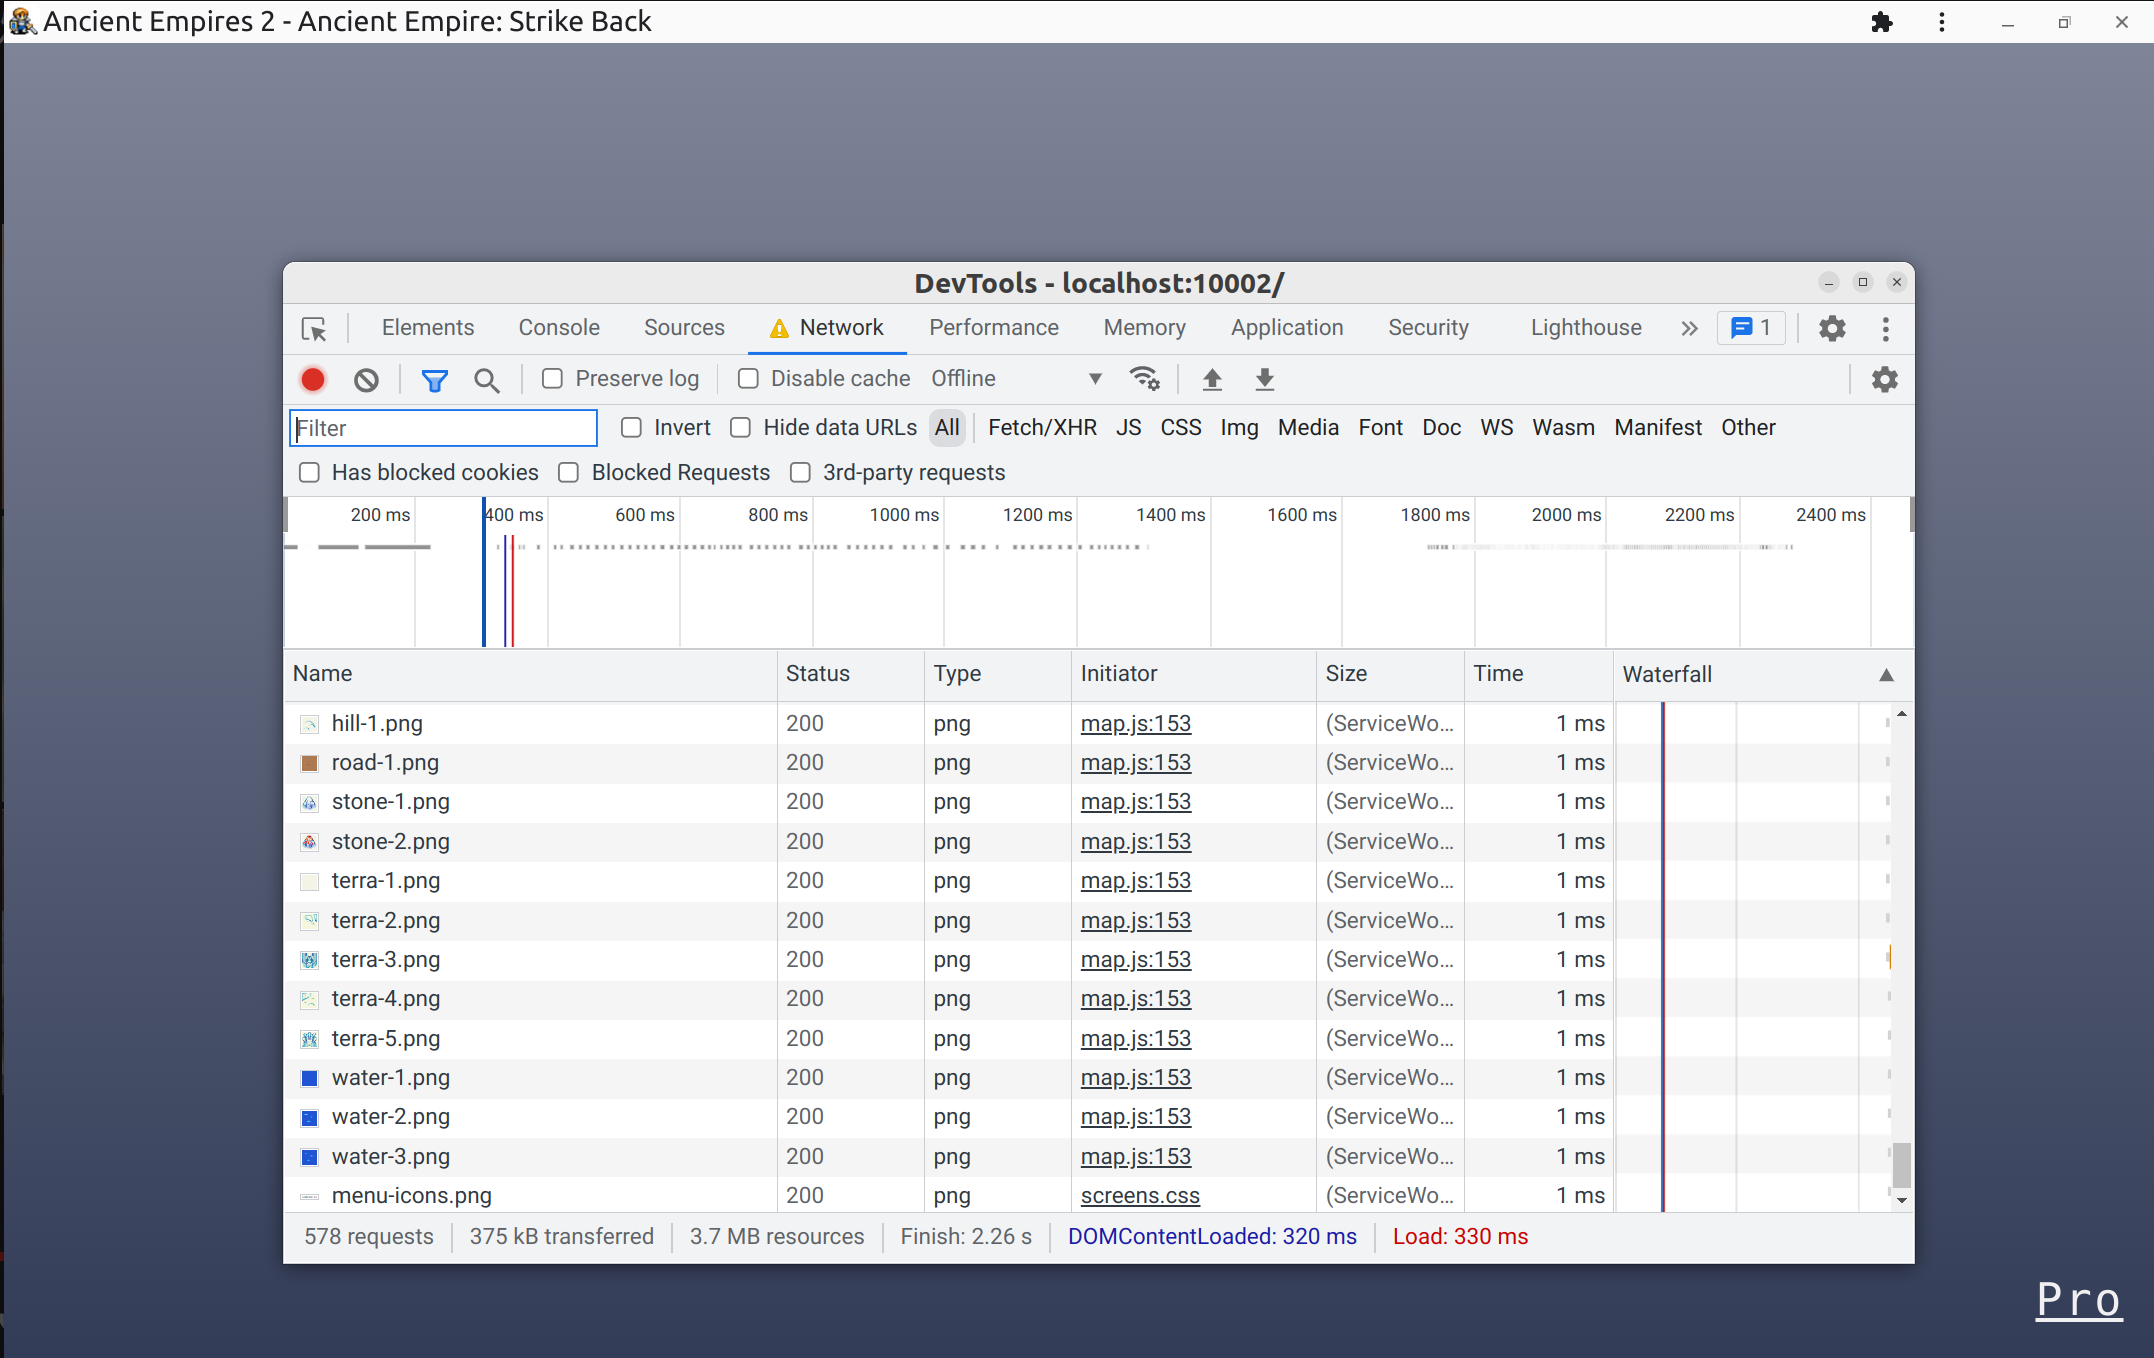 Ancient Empires 2 - Ancient Empire: Strike Back
DevTools - localhost:10002/
Elements Console Sources Network Performance Memory Application Security Lighthouse 1
Preserve log Disable cache Offline
Filter Invert Hide data URLs All Fetch/XHR JS CSS Img Media Font Doc WS Wasm Manifest Other
Has blocked cookies Blocked Requests 3rd-party requests
200 ms 400 ms 600 ms 800 ms 1000 ms 1200 ms 1400 ms 1600 ms 1800 ms 2000 ms 2200 ms 2400 ms
Name Status Type Initiator Size Time Waterfall
hill-1.png 200 png map.js:153 (ServiceWo... 1 ms
road-1.png 200 png map.js:153 (ServiceWo... 1 ms
stone-1.png 200 png map.js:153 (ServiceWo... 1 ms
stone-2.png 200 png map.js:153 (ServiceWo... 1 ms
terra-1.png 200 png map.js:153 (ServiceWo... 1 ms
terra-2.png 200 png map.js:153 (ServiceWo... 1 ms
terra-3.png 200 png map.js:153 (ServiceWo... 1 ms
terra-4.png 200 png map.js:153 (ServiceWo... 1 ms
terra-5.png 200 png map.js:153 (ServiceWo... 1 ms
water-1.png 200 png map.js:153 (ServiceWo... 1 ms
water-2.png 200 png map.js:153 (ServiceWo... 1 ms
water-3.png 200 png map.js:153 (ServiceWo... 1 ms
menu-icons.png 200 png screens.css (ServiceWo... 1 ms
578 requests 375 kB transferred 3.7 MB resources Finish: 2.26 s DOMContentLoaded: 320 ms Load: 330 ms
Pro